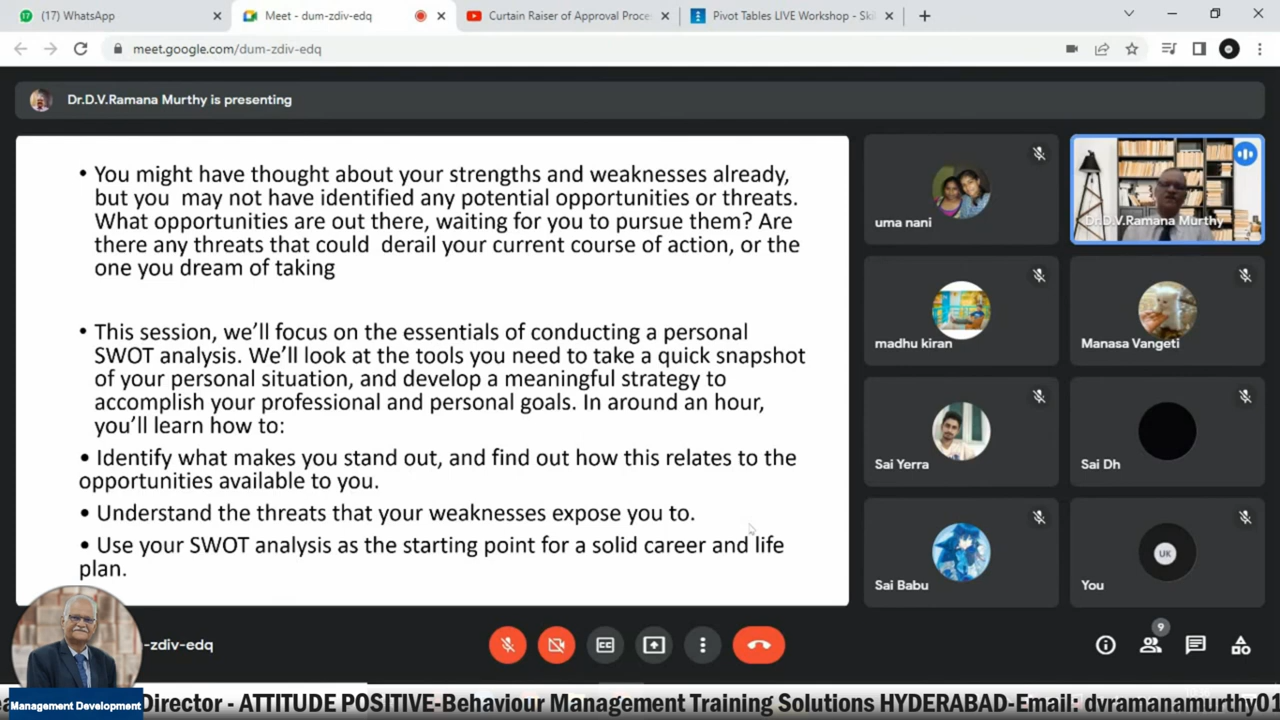 (17) WhatsApp
Meet - dum-zdiv-edq
Curtain Raiser of Approval Proce
Pivot Tables LIVE Workshop - Ski
meet.google.com/dum-zdiv-edq
Dr.D.V.Ramana Murthy is presenting
• You might have thought about your strengths and weaknesses already,
but you may not have identified any potential opportunities or threats.
What opportunities are out there, waiting for you to pursue them? Are
there any threats that could derail your current course of action, or the
one you dream of taking
• This session, we'll focus on the essentials of conducting a personal
SWOT analysis. We'll look at the tools you need to take a quick snapshot
of your personal situation, and develop a meaningful strategy to
accomplish your professional and personal goals. In around an hour,
you'll learn how to:
• Identify what makes you stand out, and find out how this relates to the
opportunities available to you.
• Understand the threats that your weaknesses expose you to.
• Use your SWOT analysis as the starting point for a solid career and life
plan.
uma nani
Dr.D.V.Ramana Murthy
madhu kiran
Manasa Vangeti
Sai Yerra
Sai Dh
Sai Babu
UK
You
-zdiv-edq
CC
9
Management Development
Director - ATTITUDE POSITIVE-Behaviour Management Training Solutions HYDERABAD-Email: dvramanamurthy01